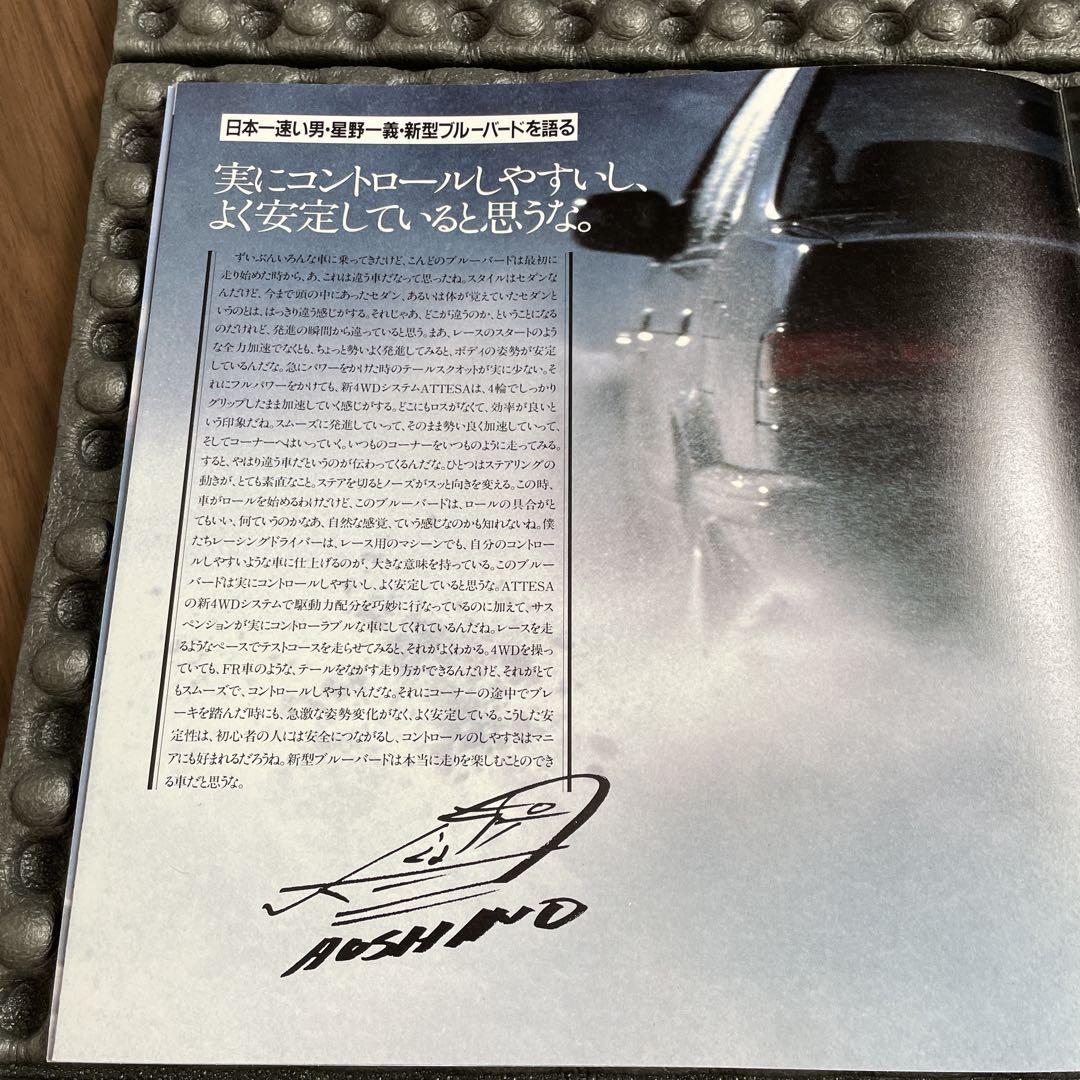 日本一速い男・星野一義・新型ブルーバードを語る
実にコントロールしやすいし、
よく安定していると思うな。
ずいぶんいろんな車に乗ってきたけど、こんどのブルーバードは最初に
走り始めた時から、あ、これは違う車だなって思ったね。スタイルはセダンな
んだけど、今まで頭の中にあったセダン、あるいは体が覚えていたセダンと
いうのとは、はっきり違う感じがする。それじゃあ、どこが違うのか、ということになる
のだけれど、発進の瞬間から違っていると思う。まあ、レースのスタートのよう
な全力加速でなくとも、ちょっと勢いよく発進してみると、ボディの姿勢が安定
しているんだな。急にパワーをかけた時のテールスクオットが実に少ない。そ
れにフルパワーをかけても、新4WDシステムATTESAは、4輪でしっかり
グリップしたまま加速していく感じがする。どこにもロスがなくて、効率が良いと
いう印象だね。スムーズに発進していって、そのまま勢い良く加速していって、
そしてコーナーへはいっていく。いつものコーナーをいつものように走ってみる。
すると、やはり違う車だというのが伝わってくるんだな。ひとつはステアリングの
動きが、とても素直なこと。ステアを切るとノーズがスッと向きを変える。この時、
車がロールを始めるわけだけど、このブルーバードは、ロールの具合がと
てもいい、何ていうのかなあ、自然な感覚、ていう感じなのかも知れないね。僕
たちレーシングドライバーは、レース用のマシーンでも、自分のコントロー
ルしやすいような車に仕上げるのが、大きな意味を持っている。このブルー
バードは実にコントロールしやすいし、よく安定していると思うな。ATTESA
の新4WDシステムで駆動力配分を巧妙に行なっているのに加えて、サス
ペンションが実にコントローラブルな車にしてくれているんだね。レースを走
るようなペースでテストコースを走らせてみると、それがよくわかる。4WDを操っ
ていても、FR車のような、テールをながす走り方ができるんだけど、それがとて
もスムーズで、コントロールしやすいんだな。それにコーナーの途中でブレ
ーキを踏んだ時にも、急激な姿勢変化がなく、よく安定している。こうした安
定性は、初心者の人には安全につながるし、コントロールのしやすさはマニ
アにも好まれるだろうね。新型ブルーバードは本当に走りを楽しむことのでき
る車だと思うな。
HOSHINO